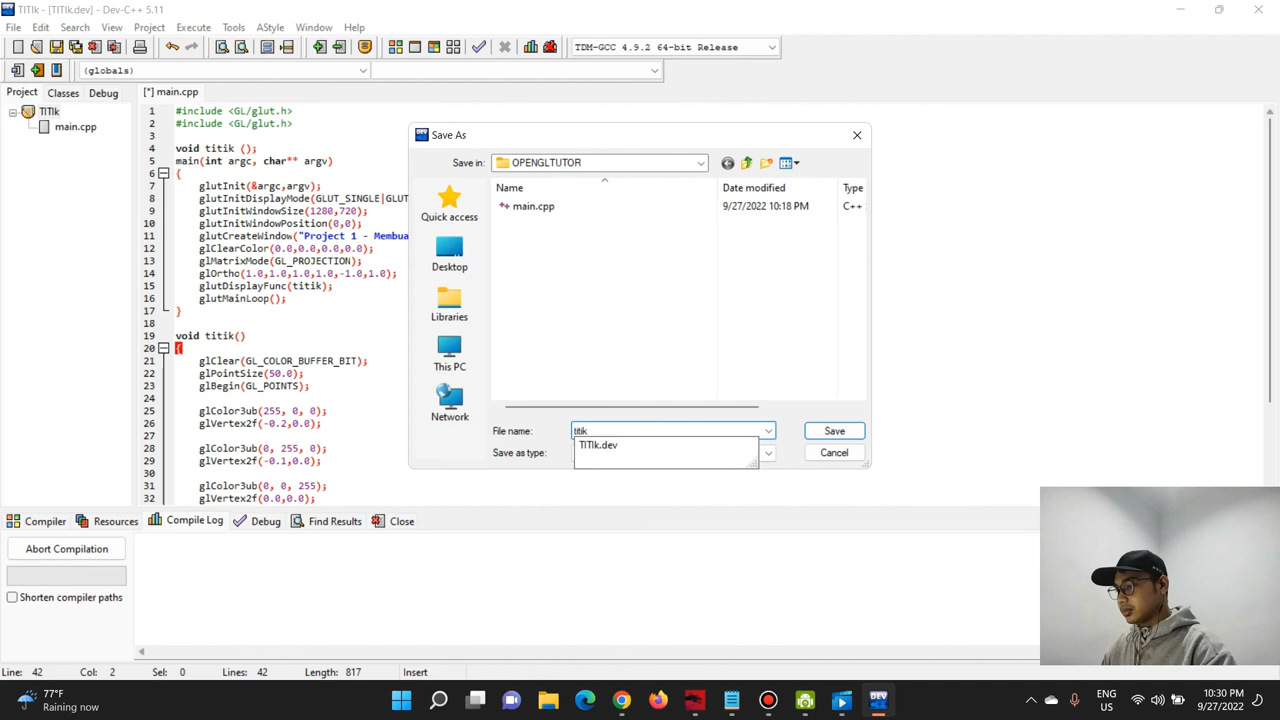 TITIk - [TITIk.dev] - Dev-C++ 5.11
File Edit Search View Project Execute Tools AStyle Window Help
TDM-GCC 4.9.2 64-bit Release
(globals)
Project Classes Debug
[*] main.cpp
TITIk
main.cpp
1 #include <GL/glut.h>
2 #include <GL/glut.h>
3
4 void titik ();
5 main(int argc, char** argv)
6 {
7 glutInit(&argc,argv);
8 glutInitDisplayMode(GLUT_SINGLE|GLUT
9 glutInitWindowSize(1280,720);
10 glutInitWindowPosition(0,0);
11 glutCreateWindow("Project 1 - Membua
12 glClearColor(0.0,0.0,0.0,0.0);
13 glMatrixMode(GL_PROJECTION);
14 glOrtho(1.0,1.0,1.0,1.0,-1.0,1.0);
15 glutDisplayFunc(titik);
16 glutMainLoop();
17 }
18
19 void titik()
20 {
21 glClear(GL_COLOR_BUFFER_BIT);
22 glPointSize(50.0);
23 glBegin(GL_POINTS);
24
25 glColor3ub(255, 0, 0);
26 glVertex2f(-0.2,0.0);
27
28 glColor3ub(0, 255, 0);
29 glVertex2f(-0.1,0.0);
30
31 glColor3ub(0, 0, 255);
32 glVertex2f(0.0,0.0);
Save As
Save in: OPENGLTUTOR
Name Date modified Type
main.cpp 9/27/2022 10:18 PM C++
Quick access
Desktop
Libraries
This PC
Network
File name: titik Save
TITIk.dev
Save as type: Cancel
Compiler Resources Compile Log Debug Find Results Close
Abort Compilation
Shorten compiler paths
Line: 42 Col: 2 Sel: 0 Lines: 42 Length: 817 Insert
77°F
Raining now
DEV
ENG
US
10:30 PM
9/27/2022